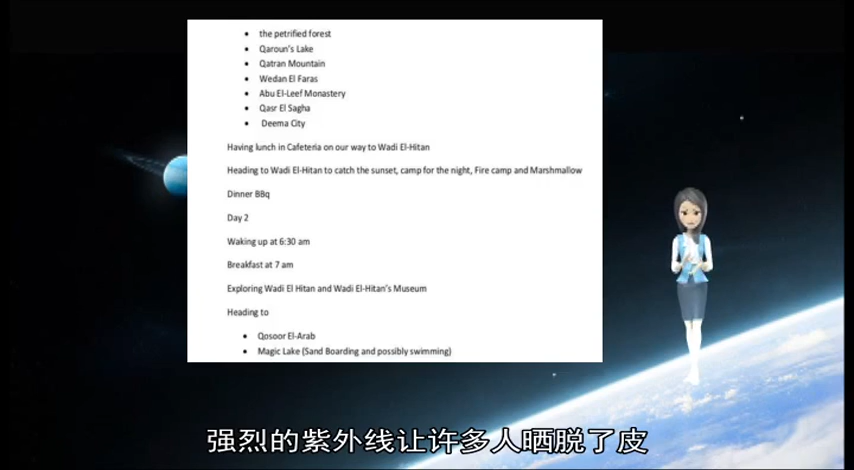 • the petrified forest
• Qaroun's Lake
• Qatran Mountain
• Wedan El Faras
• Abu El-Leef Monastery
• Qasr El Sagha
• Deema City
Having lunch in Cafeteria on our way to Wadi El-Hitan
Heading to Wadi El-Hitan to catch the sunset, camp for the night, Fire camp and Marshmallow
Dinner BBq
Day 2
Waking up at 6:30 am
Breakfast at 7 am
Exploring Wadi El Hitan and Wadi El-Hitan's Museum
Heading to
• Qosoor El-Arab
• Magic Lake (Sand Boarding and possibly swimming)
强烈的紫外线让许多人晒脱了皮